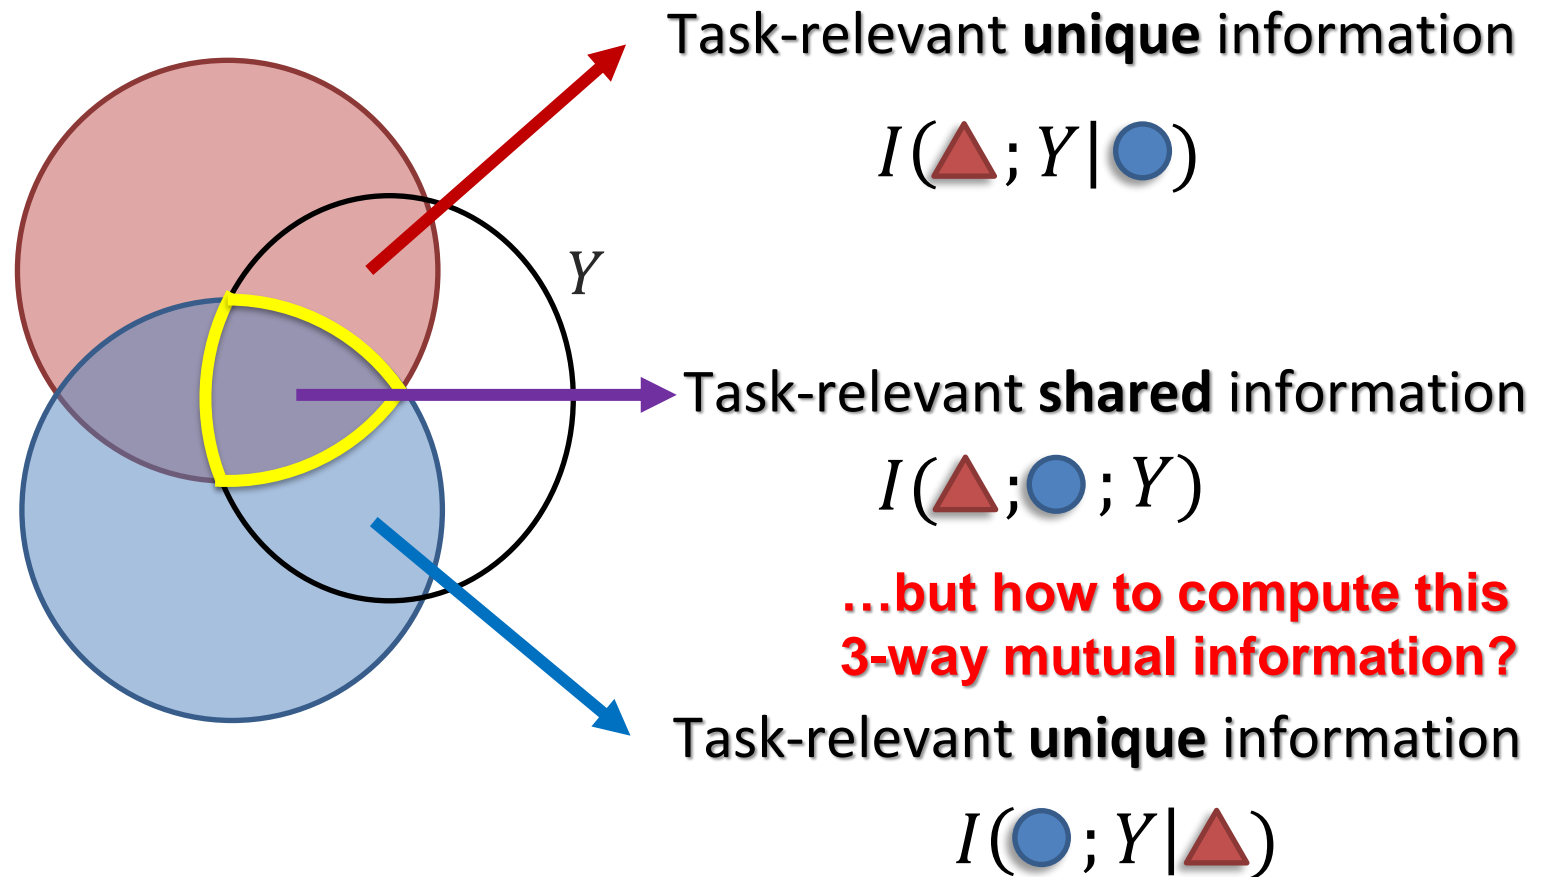 Task-relevant unique information
I(▲; Y|●)
Y
Task-relevant shared information
I(▲;●; Y)
...but how to compute this
3-way mutual information?
Task-relevant unique information
I(●; Y|▲)